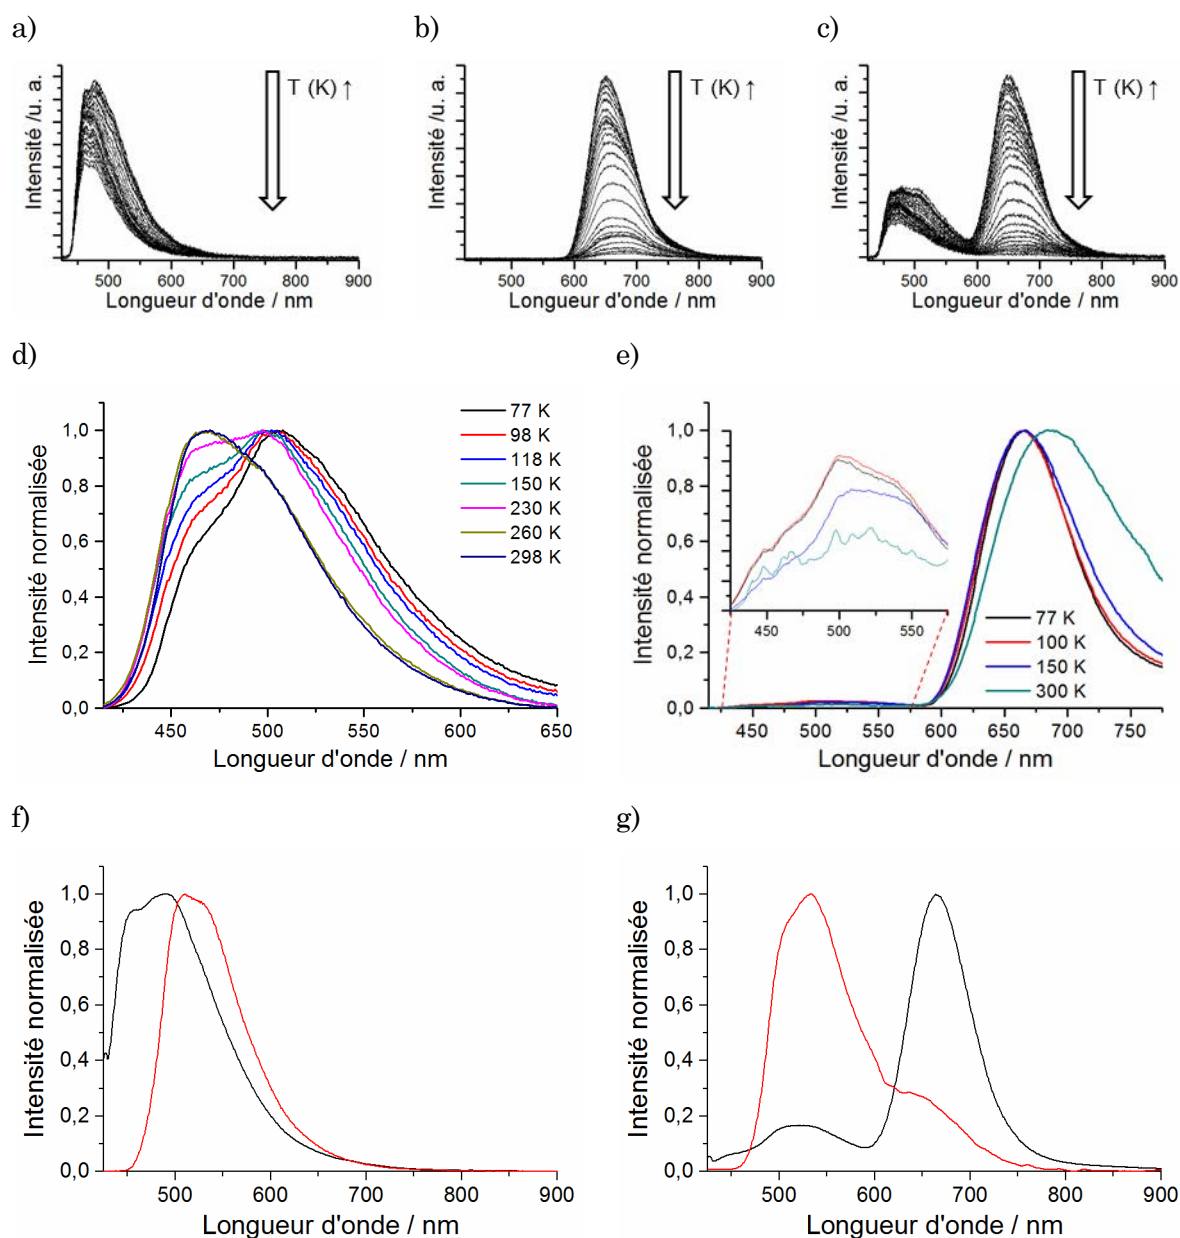 a)
b)
c)
Intensité /u. a.
T (K) ↑
500 600 700 800 900
Longueur d'onde / nm
Intensité /u. a.
T (K) ↑
500 600 700 800 900
Longueur d'onde / nm
Intensité /u. a.
T (K) ↑
500 600 700 800 900
Longueur d'onde / nm
d)
e)
Intensité normalisée
1,0
0,8
0,6
0,4
0,2
0,0
77 K
98 K
118 K
150 K
230 K
260 K
298 K
450 500 550 600 650
Longueur d'onde / nm
Intensité normalisée
1,0
0,8
0,6
0,4
0,2
0,0
450 500 550
77 K
100 K
150 K
300 K
450 500 550 600 650 700 750
Longueur d'onde / nm
f)
g)
Intensité normalisée
1,0
0,8
0,6
0,4
0,2
0,0
500 600 700 800 900
Longueur d'onde / nm
Intensité normalisée
1,0
0,8
0,6
0,4
0,2
0,0
500 600 700 800 900
Longueur d'onde / nm